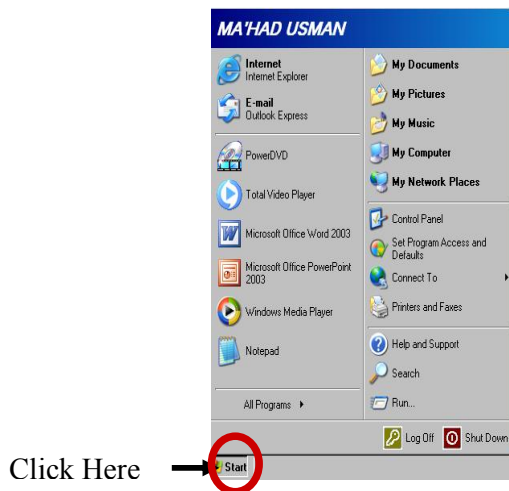 MA'HAD USMAN
Internet
Internet Explorer
E-mail
Outlook Express
PowerDVD
Total Video Player
Microsoft Office Word 2003
Microsoft Office PowerPoint
2003
Windows Media Player
Notepad
All Programs
My Documents
My Pictures
My Music
My Computer
My Network Places
Control Panel
Set Program Access and
Defaults
Connect To
Printers and Faxes
Help and Support
Search
Run...
Log Off
Shut Down
Click Here
Start